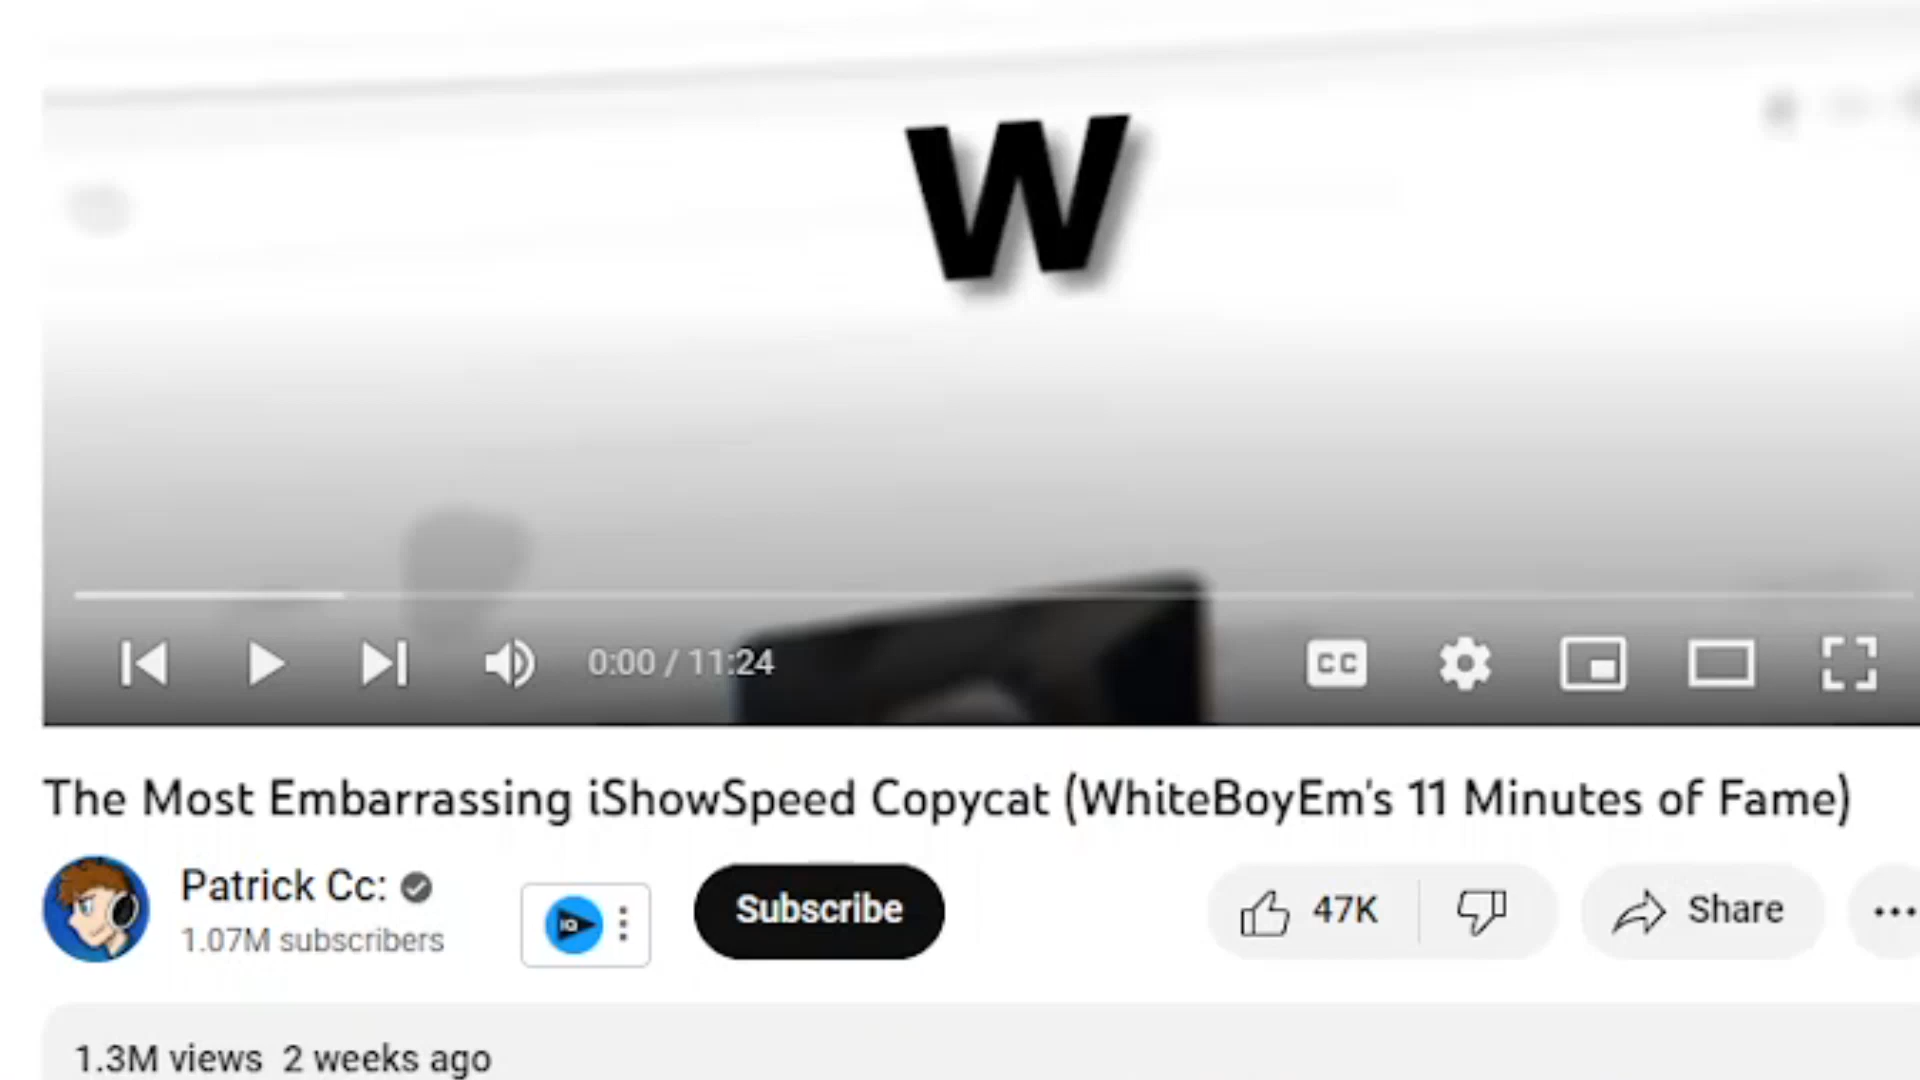 W
0:00 / 11:24
CC
The Most Embarrassing iShowSpeed Copycat (WhiteBoyEm's 11 Minutes of Fame)
Patrick Cc:
1.07M subscribers
IQ
Subscribe
47K
Share
1.3M views 2 weeks ago